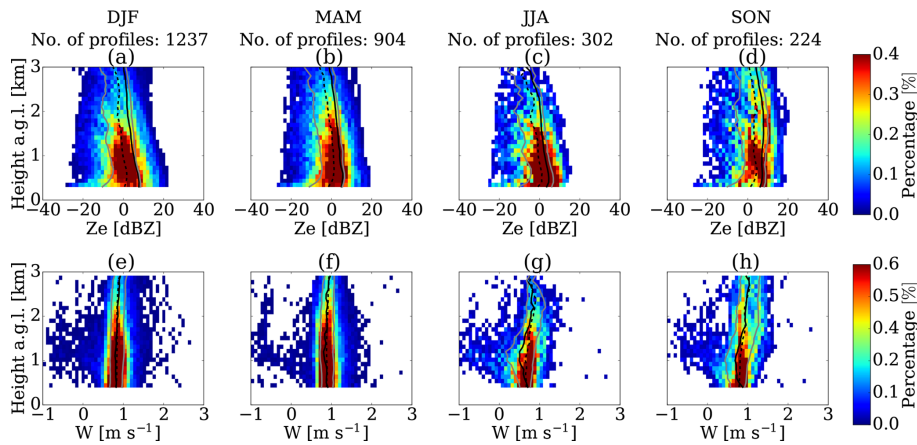 DJF MAM JJA SON
No. of profiles: 1237 No. of profiles: 904 No. of profiles: 302 No. of profiles: 224
(a) (b) (c) (d)
Height a.g.l. [km]
3
2
1
0
−40 −20 0 20 40 −40 −20 0 20 40 −40 −20 0 20 40 −40 −20 0 20 40
Ze [dBZ] Ze [dBZ] Ze [dBZ] Ze [dBZ]
0.4
0.3
0.2
0.1
0.0
Percentage [%]
(e) (f) (g) (h)
Height a.g.l. [km]
3
2
1
0
−1 0 1 2 3 −1 0 1 2 3 −1 0 1 2 3 −1 0 1 2 3
W [m s⁻¹] W [m s⁻¹] W [m s⁻¹] W [m s⁻¹]
0.6
0.5
0.4
0.3
0.2
0.1
0.0
Percentage [%]